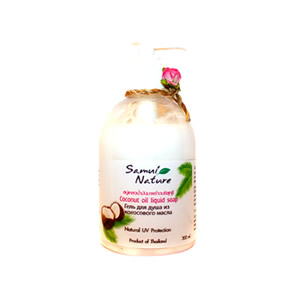 Samui
Nature
Coconut oil liquid soap
Гель для душа из
кокосового масла
Natural UV Protection
Product of Thailand